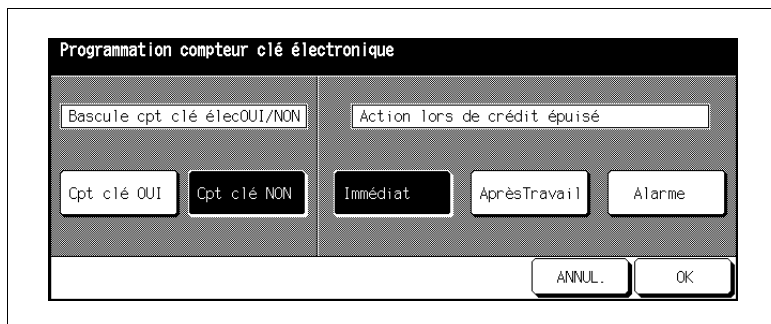 Programmation compteur clé électronique
Bascule cpt clé élecOUI/NON
Action lors de crédit épuisé
Cpt clé OUI
Cpt clé NON
Immédiat
AprèsTravail
Alarme
ANNUL.
OK